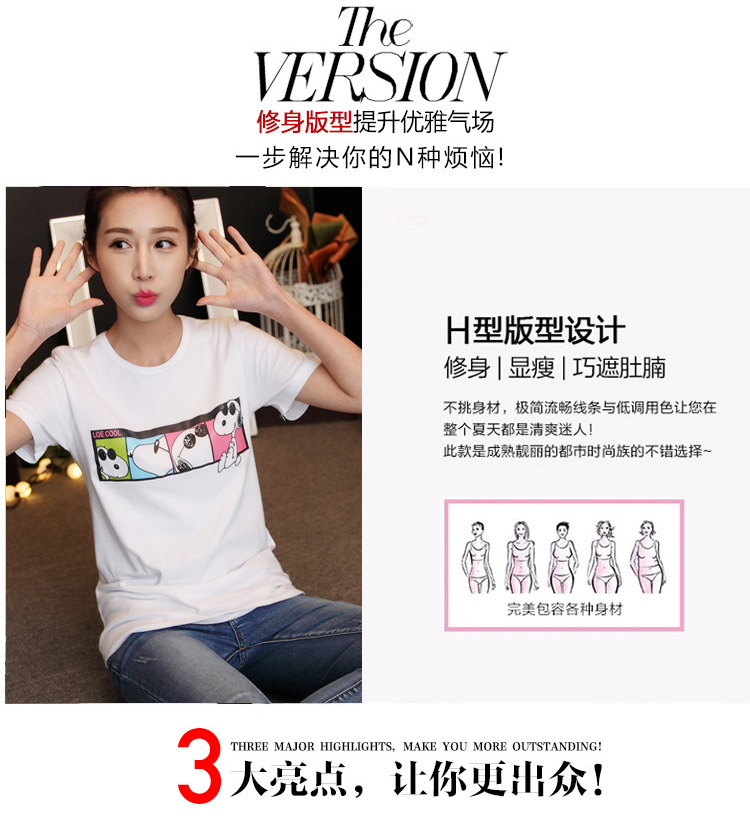 The
VERSION
修身版型提升优雅气场
一步解决你的N种烦恼!
LOE COOL
H型版型设计
修身 | 显瘦 | 巧遮肚腩
不挑身材，极简流畅线条与低调用色让您在
整个夏天都是清爽迷人!
此款是成熟靓丽的都市时尚族的不错选择~
完美包容各种身材
3
THREE MAJOR HIGHLIGHTS, MAKE YOU MORE OUTSTANDING!
大亮点，让你更出众!